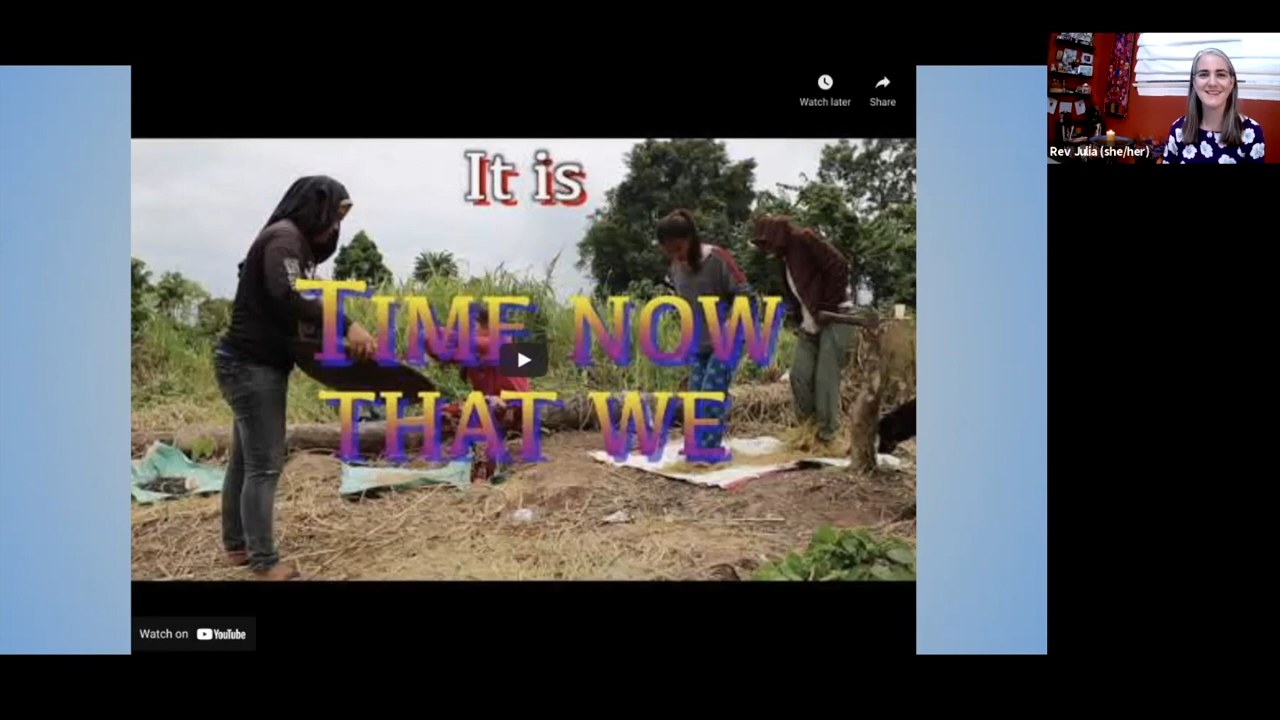 Watch later
Share
Rev Julia (she/her)
It is
TIME NOW
THAT WE
Watch on YouTube